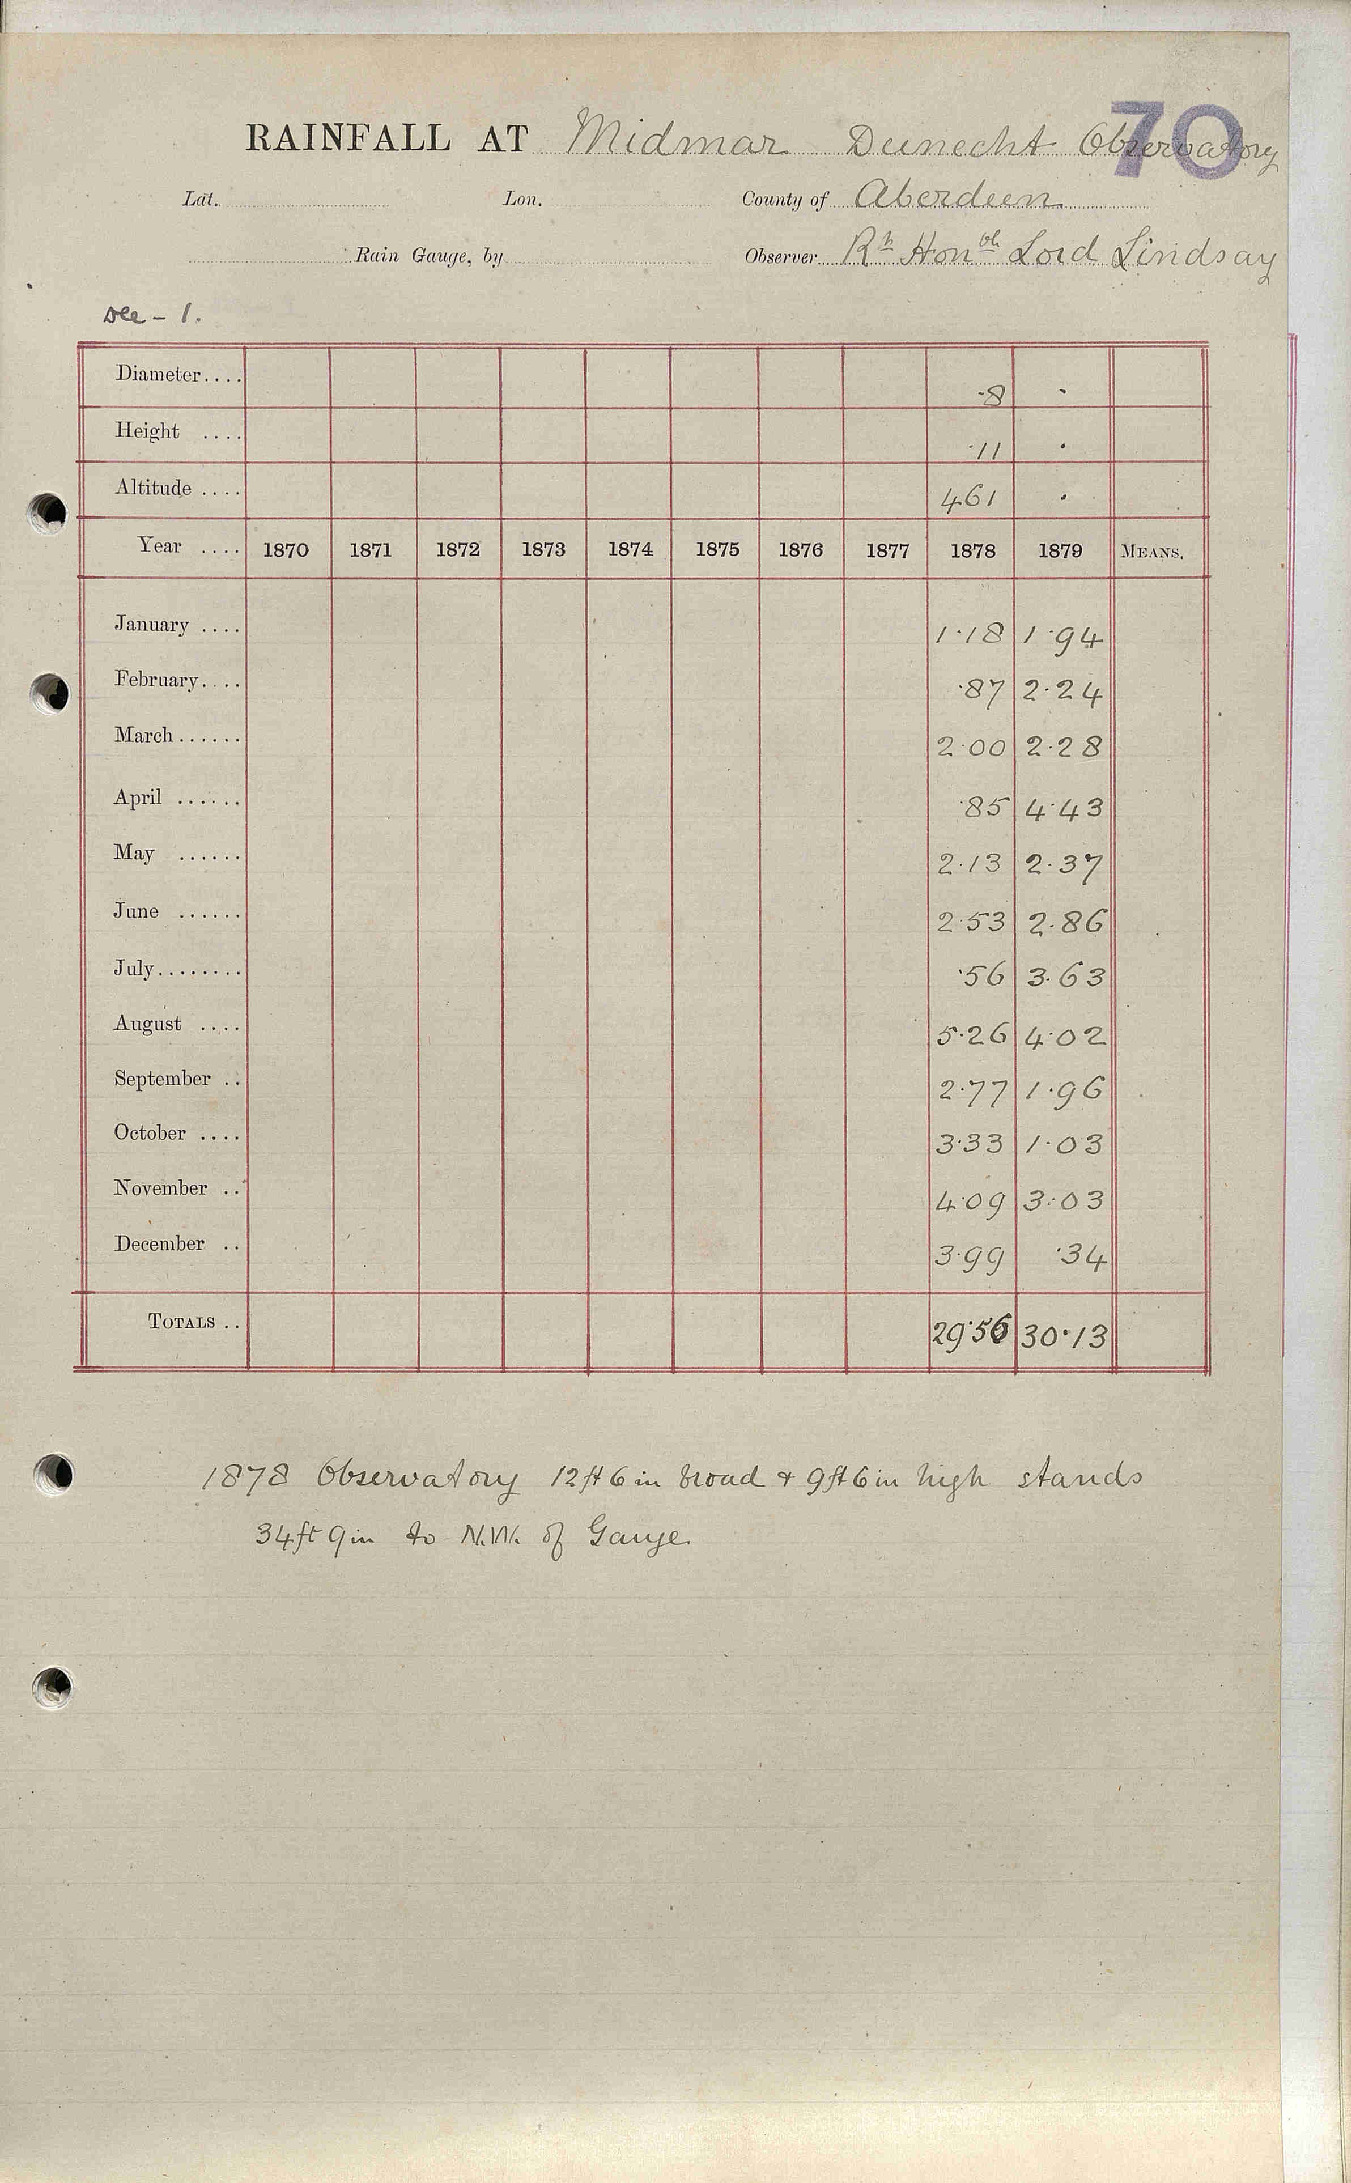 70
RAINFALL AT Midmar Dunecht Observatory
Lat. Lon. County of Aberdeen
Rain Gauge, by Observer Rt Honble Lord Lindsay
Dee - 1.
Diameter.... ·8 ·
Height .... ·11 ·
Altitude .... 461 ·
Year .... 1870 1871 1872 1873 1874 1875 1876 1877 1878 1879 MEANS.
January .... 1·18 1·94
February.... ·87 2·24
March...... 2·00 2·28
April ...... ·85 4·43
May ...... 2·13 2·37
June ...... 2·53 2·86
July........ ·56 3·63
August .... 5·26 4·02
September .. 2·77 1·96
October .... 3·33 1·03
November .. 4·09 3·03
December .. 3·99 ·34
TOTALS .. 29·56 30·13
1878 Observatory 12ft 6in broad & 9ft 6in high stands
34ft 9in to N.W. of Gauge.